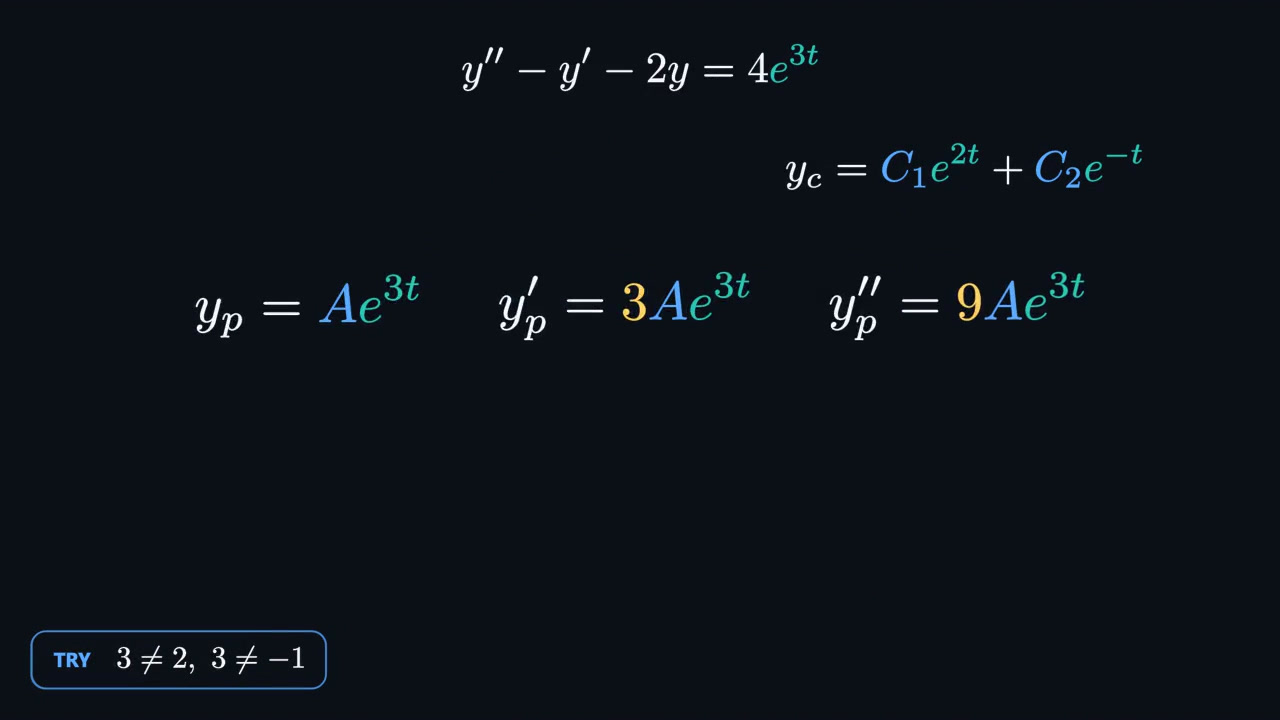 y″ − y′ − 2y = 4e^{3t}
y_c = C_1e^{2t} + C_2e^{−t}
y_p = Ae^{3t} y′_p = 3Ae^{3t} y″_p = 9Ae^{3t}
TRY 3 ≠ 2, 3 ≠ −1